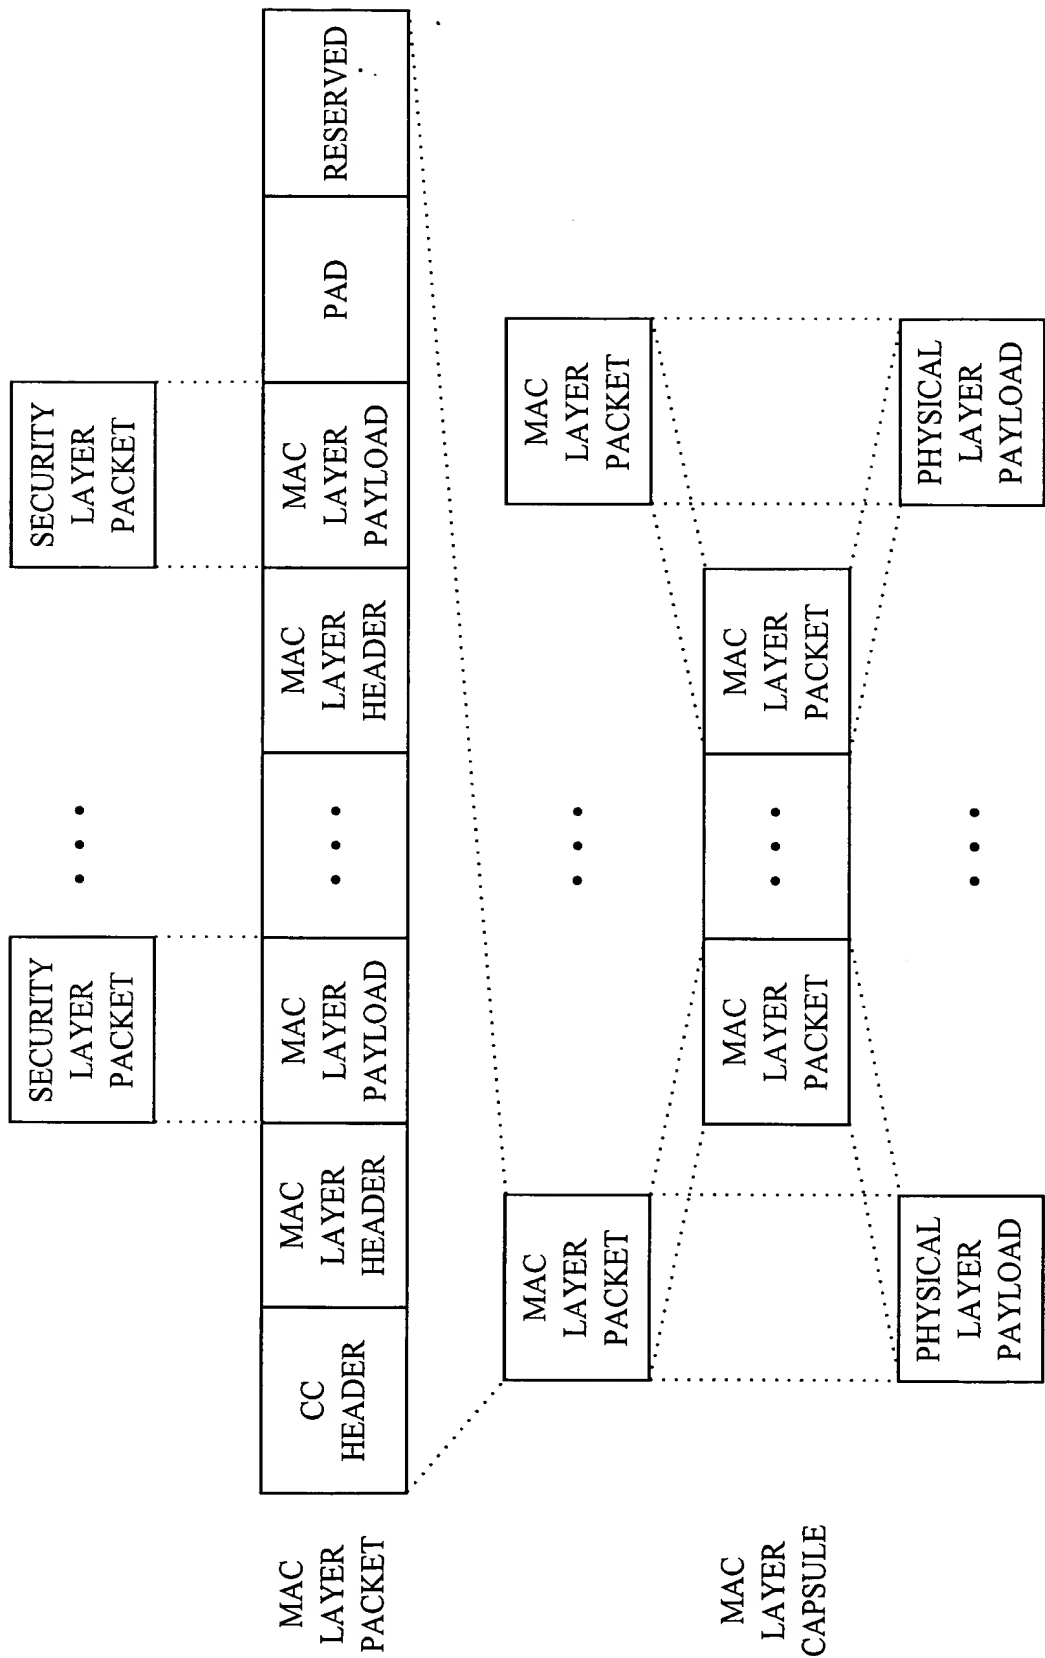 SECURITY
LAYER
PACKET
• • •
SECURITY
LAYER
PACKET
MAC
LAYER
PACKET
CC
HEADER
MAC
LAYER
HEADER
MAC
LAYER
PAYLOAD
• • •
MAC
LAYER
HEADER
MAC
LAYER
PAYLOAD
PAD
RESERVED
MAC
LAYER
PACKET
• • •
MAC
LAYER
PACKET
MAC
LAYER
CAPSULE
MAC
LAYER
PACKET
• • •
MAC
LAYER
PACKET
PHYSICAL
LAYER
PAYLOAD
• • •
PHYSICAL
LAYER
PAYLOAD